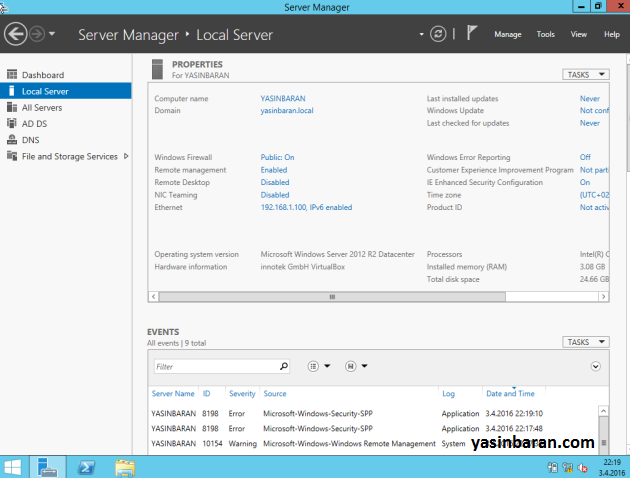 Server Manager
Server Manager ‣ Local Server
Manage Tools View Help
Dashboard
Local Server
All Servers
AD DS
DNS
File and Storage Services
PROPERTIES
For YASINBARAN
TASKS
Computer name YASINBARAN Last installed updates Never
Domain yasinbaran.local Windows Update Not conf
Last checked for updates Never
Windows Firewall Public: On Windows Error Reporting Off
Remote management Enabled Customer Experience Improvement Program Not parti
Remote Desktop Disabled IE Enhanced Security Configuration On
NIC Teaming Disabled Time zone (UTC+02
Ethernet 192.168.1.100, IPv6 enabled Product ID Not activ
Operating system version Microsoft Windows Server 2012 R2 Datacenter Processors Intel(R) C
Hardware information innotek GmbH VirtualBox Installed memory (RAM) 3.08 GB
Total disk space 24.66 GB
EVENTS
All events | 9 total
TASKS
Filter
Server Name ID Severity Source Log Date and Time
YASINBARAN 8198 Error Microsoft-Windows-Security-SPP Application 3.4.2016 22:19:10
YASINBARAN 8198 Error Microsoft-Windows-Security-SPP Application 3.4.2016 22:17:48
YASINBARAN 10154 Warning Microsoft-Windows-Windows Remote Management System
yasinbaran.com
22:19
3.4.2016